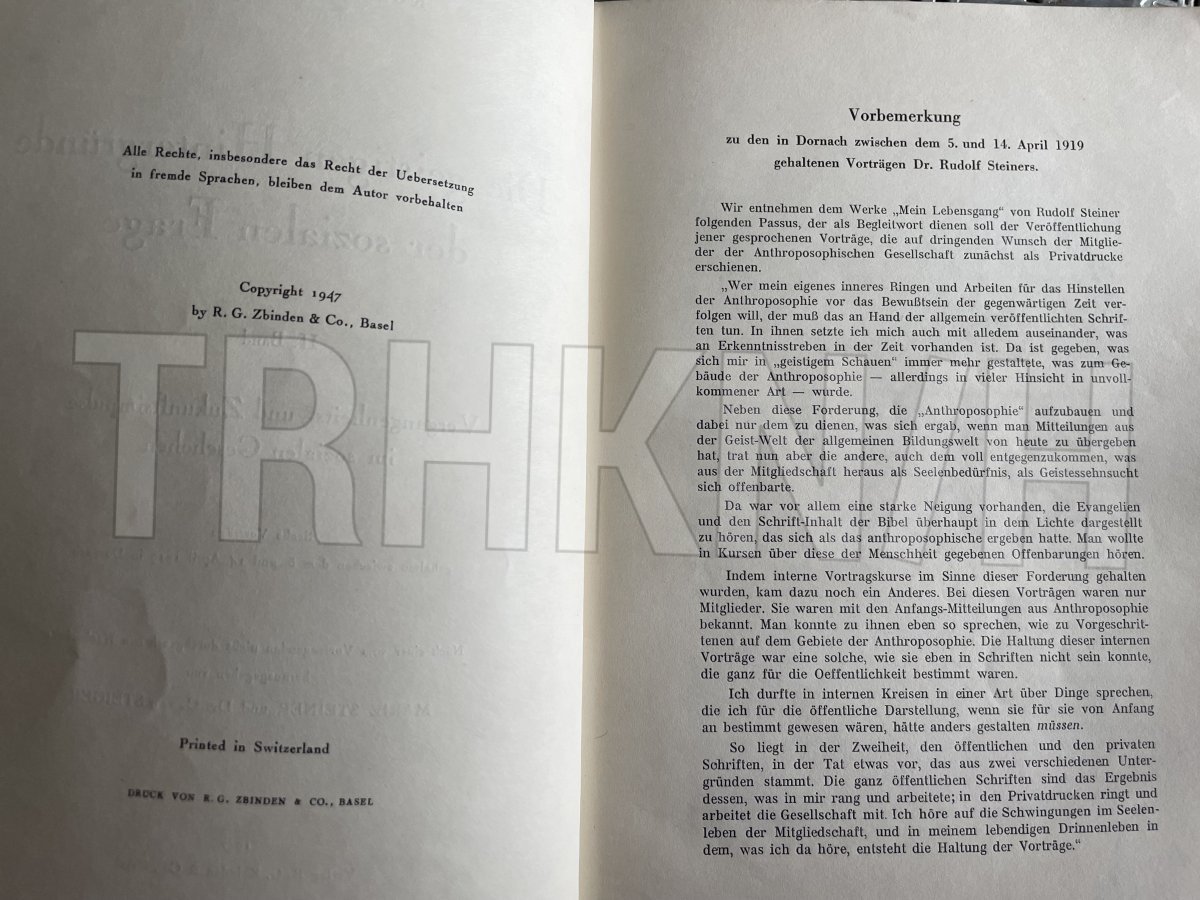 Alle Rechte, insbesondere das Recht der Uebersetzung
in fremde Sprachen, bleiben dem Autor vorbehalten
Copyright 1947
by R. G. Zbinden & Co., Basel
Printed in Switzerland
DRUCK VON R. G. ZBINDEN & CO., BASEL
Vorbemerkung
zu den in Dornach zwischen dem 5. und 14. April 1919
gehaltenen Vorträgen Dr. Rudolf Steiners.
Wir entnehmen dem Werke „Mein Lebensgang“ von Rudolf Steiner
folgenden Passus, der als Begleitwort dienen soll der Veröffentlichung
jener gesprochenen Vorträge, die auf dringenden Wunsch der Mitglie-
der der Anthroposophischen Gesellschaft zunächst als Privatdrucke
erschienen.
„Wer mein eigenes inneres Ringen und Arbeiten für das Hinstellen
der Anthroposophie vor das Bewußtsein der gegenwärtigen Zeit ver-
folgen will, der muß das an Hand der allgemein veröffentlichten Schrif-
ten tun. In ihnen setzte ich mich auch mit alledem auseinander, was
an Erkenntnisstreben in der Zeit vorhanden ist. Da ist gegeben, was
sich mir in „geistigem Schauen“ immer mehr gestaltete, was zum Ge-
bäude der Anthroposophie — allerdings in vieler Hinsicht in unvoll-
kommener Art — wurde.
Neben diese Forderung, die „Anthroposophie“ aufzubauen und
dabei nur dem zu dienen, was sich ergab, wenn man Mitteilungen aus
der Geist-Welt der allgemeinen Bildungswelt von heute zu übergeben
hat, trat nun aber die andere, auch dem voll entgegenzukommen, was
aus der Mitgliedschaft heraus als Seelenbedürfnis, als Geistessehnsucht
sich offenbarte.
Da war vor allem eine starke Neigung vorhanden, die Evangelien
und den Schrift-Inhalt der Bibel überhaupt in dem Lichte dargestellt
zu hören, das sich als das anthroposophische ergeben hatte. Man wollte
in Kursen über diese der Menschheit gegebenen Offenbarungen hören.
Indem interne Vortragskurse im Sinne dieser Forderung gehalten
wurden, kam dazu noch ein Anderes. Bei diesen Vorträgen waren nur
Mitglieder. Sie waren mit den Anfangs-Mitteilungen aus Anthroposophie
bekannt. Man konnte zu ihnen eben so sprechen, wie zu Vorgeschrit-
tenen auf dem Gebiete der Anthroposophie. Die Haltung dieser internen
Vorträge war eine solche, wie sie eben in Schriften nicht sein konnte,
die ganz für die Oeffentlichkeit bestimmt waren.
Ich durfte in internen Kreisen in einer Art über Dinge sprechen,
die ich für die öffentliche Darstellung, wenn sie für sie von Anfang
an bestimmt gewesen wären, hätte anders gestalten müssen.
So liegt in der Zweiheit, den öffentlichen und den privaten
Schriften, in der Tat etwas vor, das aus zwei verschiedenen Unter-
gründen stammt. Die ganz öffentlichen Schriften sind das Ergebnis
dessen, was in mir rang und arbeitete; in den Privatdrucken ringt und
arbeitet die Gesellschaft mit. Ich höre auf die Schwingungen im Seelen-
leben der Mitgliedschaft, und in meinem lebendigen Drinnenleben in
dem, was ich da höre, entsteht die Haltung der Vorträge.“